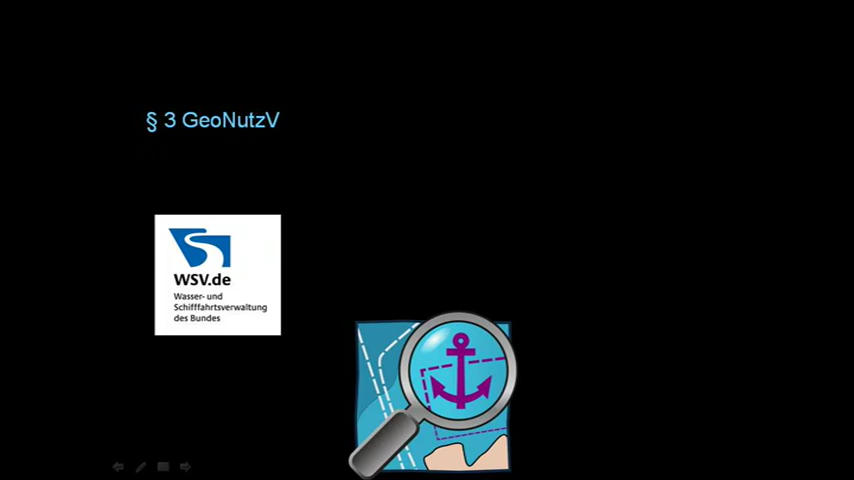 § 3 GeoNutzV
WSV.de
Wasser- und
Schifffahrtsverwaltung
des Bundes